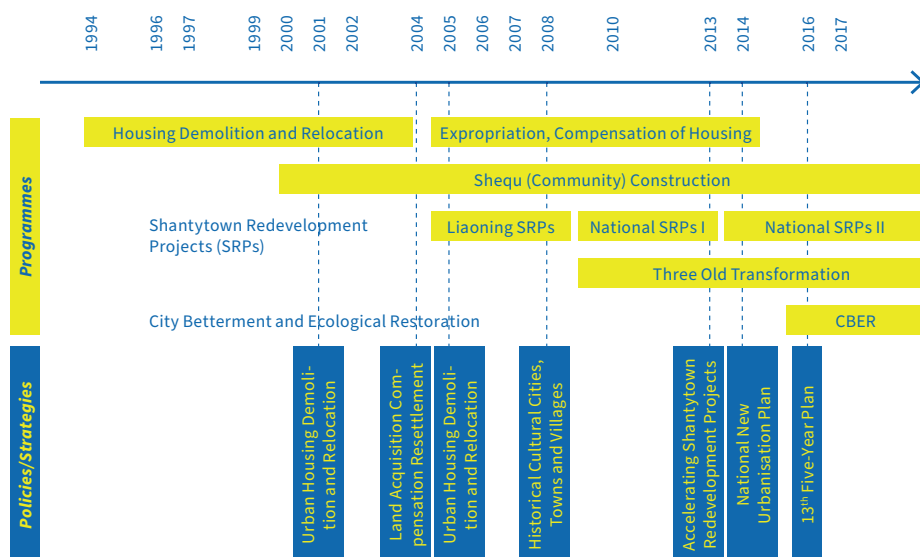 1994
1996
1997
1999
2000
2001
2002
2004
2005
2006
2007
2008
2010
2013
2014
2016
2017
Programmes
Housing Demolition and Relocation
Expropriation, Compensation of Housing
Shequ (Community) Construction
Shantytown Redevelopment
Projects (SRPs)
Liaoning SRPs
National SRPs I
National SRPs II
Three Old Transformation
City Betterment and Ecological Restoration
CBER
Policies/Strategies
Urban Housing Demoli-
tion and Relocation
Land Acquisition Com-
pensation Resettlement
Urban Housing Demoli-
tion and Relocation
Historical Cultural Cities,
Towns and Villages
Accelerating Shantytown
Redevelopment Projects
National New
Urbanisation Plan
13th Five-Year Plan